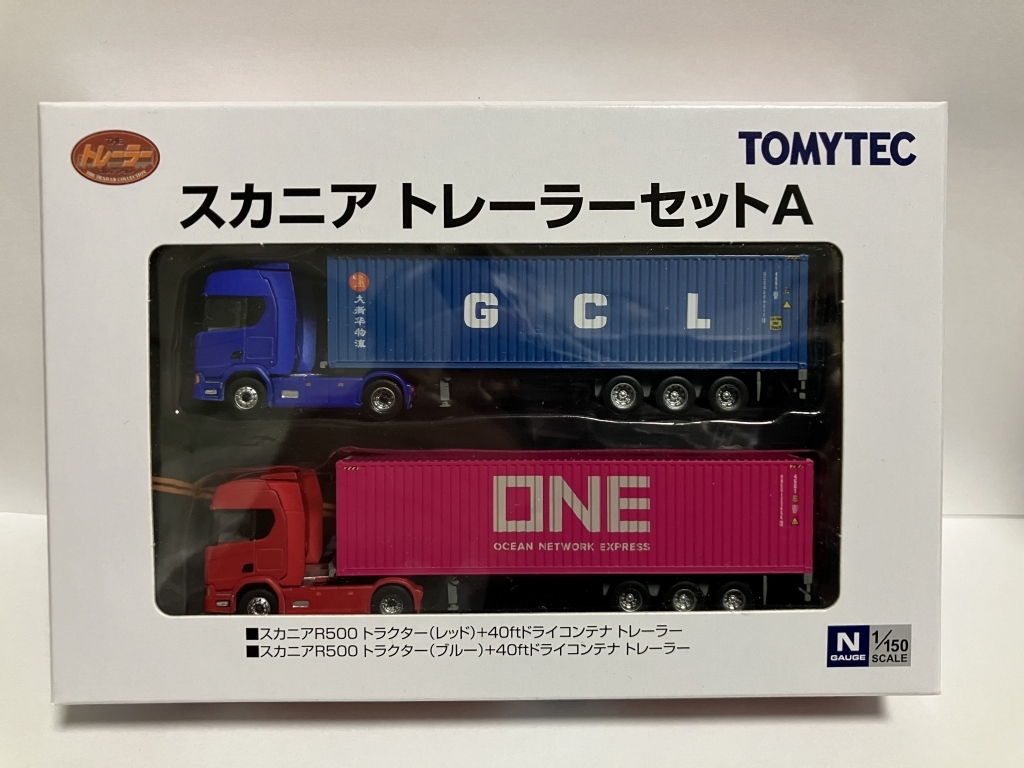 トレーラー
TOMYTEC
スカニア トレーラーセットA
大新华物流
G C L
ONE
OCEAN NETWORK EXPRESS
■スカニアR500 トラクター(レッド)+40ftドライコンテナ トレーラー
■スカニアR500 トラクター(ブルー)+40ftドライコンテナ トレーラー
N GAUGE 1/150 SCALE